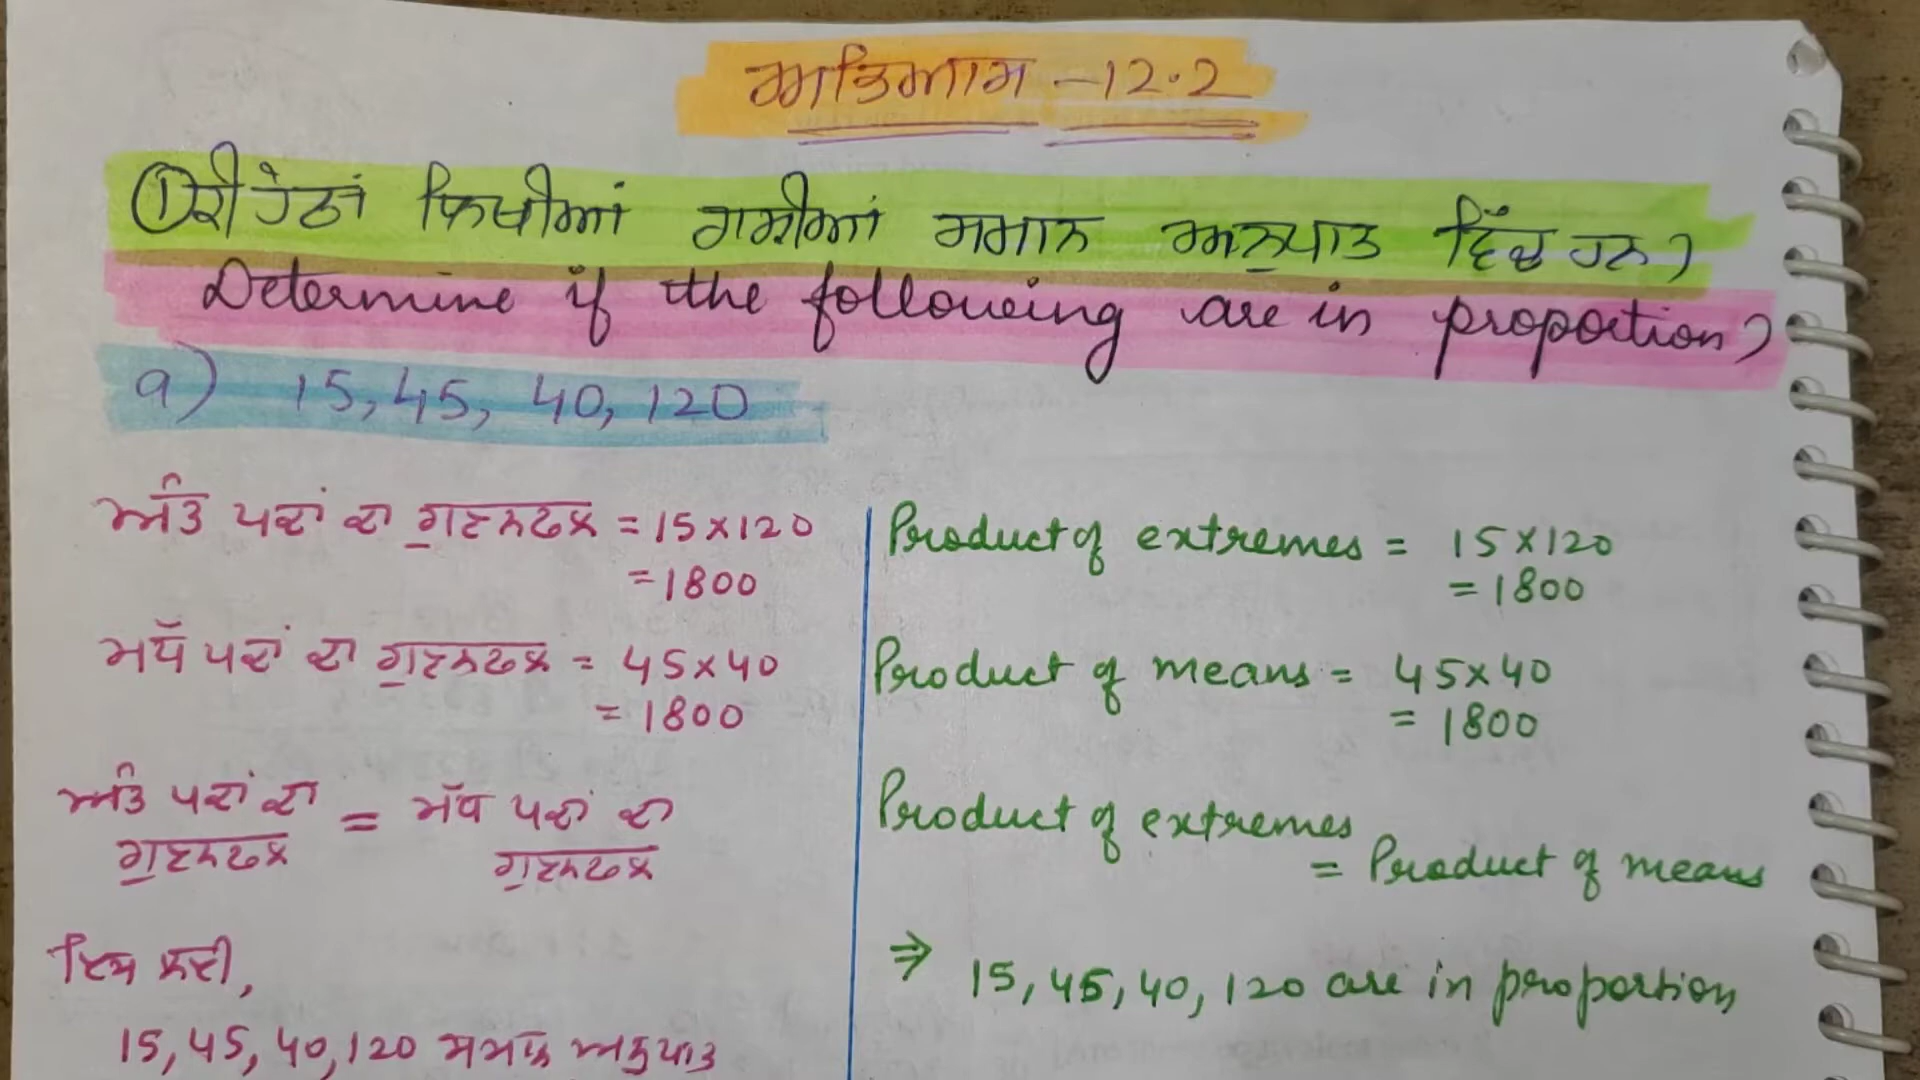 ਅਭਿਆਸ - 12.2
① ਕੀ ਹੇਠਾਂ ਲਿਖੀਆਂ ਰਾਸ਼ੀਆਂ ਸਮਾਨ ਅਨੁਪਾਤ ਵਿੱਚ ਹਨ?
Determine if the following are in proportion?
a) 15, 45, 40, 120
ਅੰਤ ਪਦਾਂ ਦਾ ਗੁਣਨਫਲ = 15 × 120
= 1800
ਮੱਧ ਪਦਾਂ ਦਾ ਗੁਣਨਫਲ = 45 × 40
= 1800
ਅੰਤ ਪਦਾਂ ਦਾ = ਮੱਧ ਪਦਾਂ ਦਾ
ਗੁਣਨਫਲ ਗੁਣਨਫਲ
ਇਸ ਲਈ,
15, 45, 40, 120 ਸਮਾਨ ਅਨੁਪਾਤ
Product of extremes = 15 × 120
= 1800
Product of means = 45 × 40
= 1800
Product of extremes
= Product of means
⇒ 15, 45, 40, 120 are in proportion